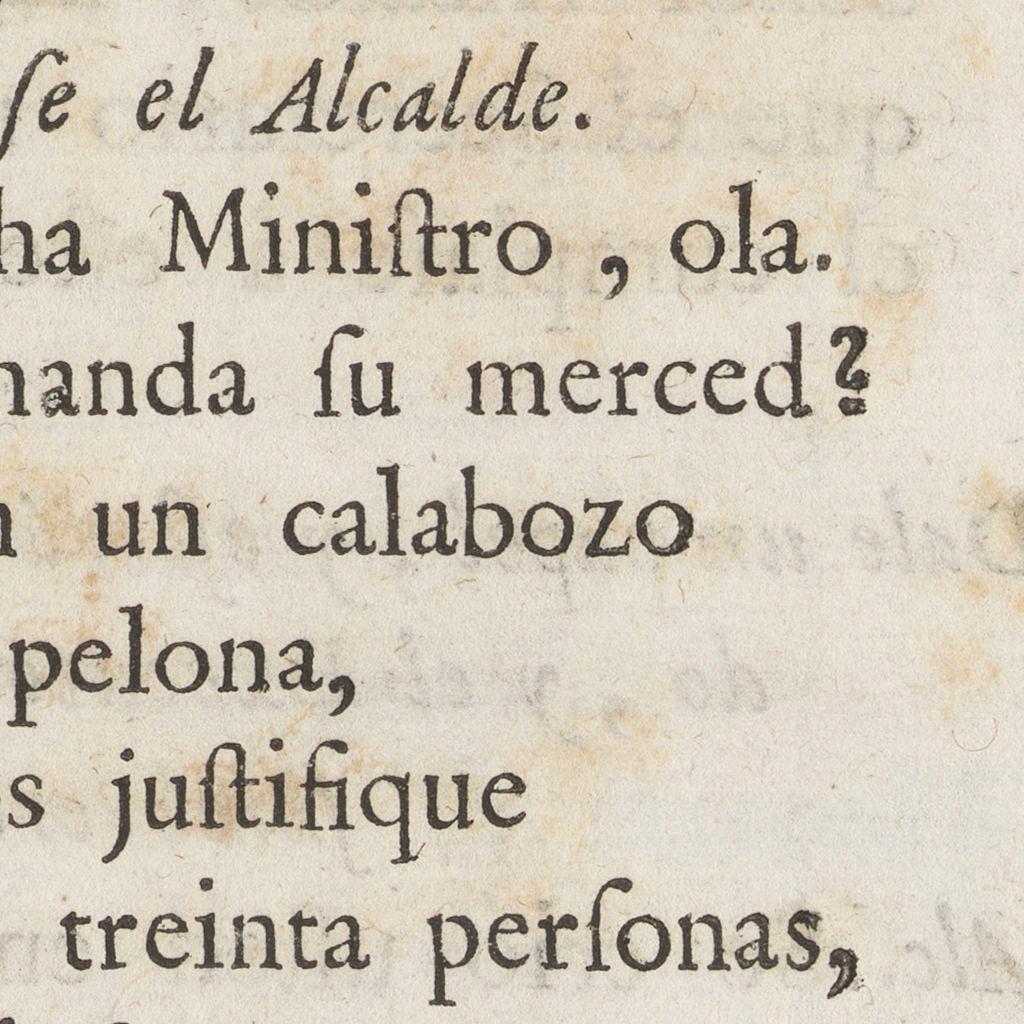 ſe el Alcalde.
ha Miniſtro, ola.
manda ſu merced?
un calabozo
pelona,
s juſtifique
treinta perſonas,